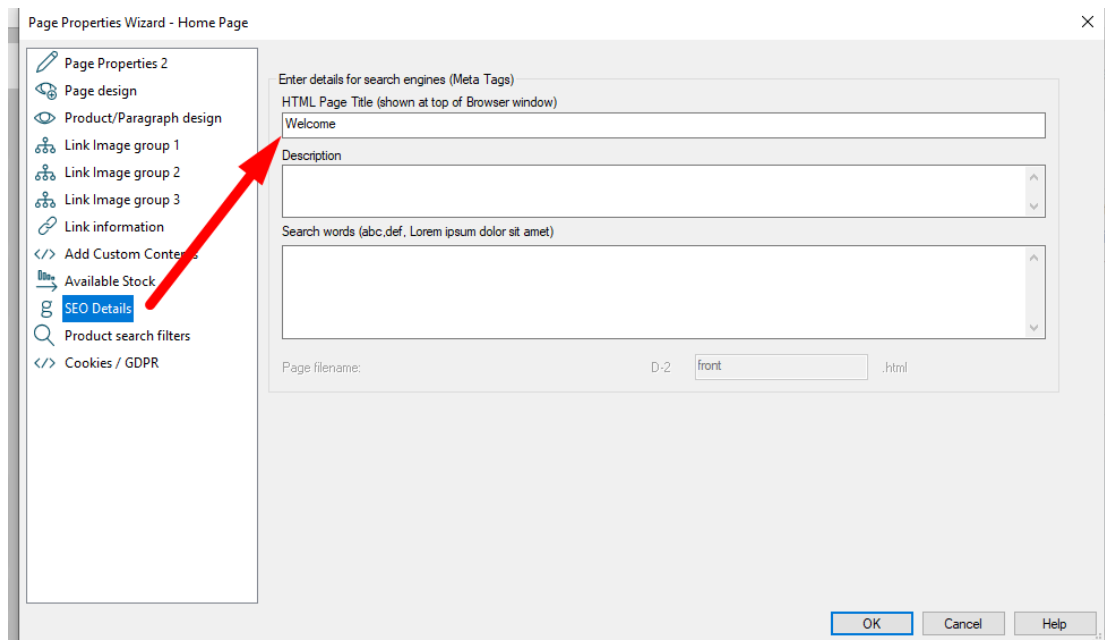 Page Properties Wizard - Home Page
Page Properties 2
Page design
Product/Paragraph design
Link Image group 1
Link Image group 2
Link Image group 3
Link information
Add Custom Contents
Available Stock
SEO Details
Product search filters
Cookies / GDPR
Enter details for search engines (Meta Tags)
HTML Page Title (shown at top of Browser window)
Welcome
Description
Search words (abc,def, Lorem ipsum dolor sit amet)
Page filename: D-2 front .html
OK Cancel Help